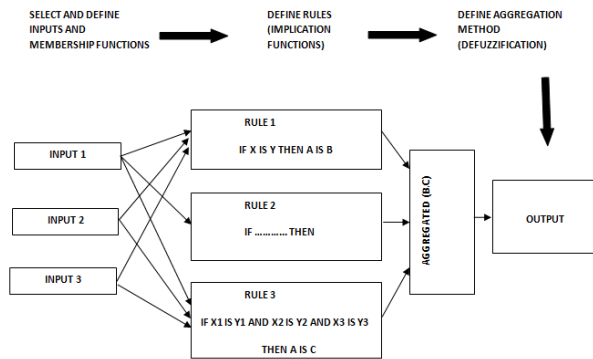 SELECT AND DEFINE
INPUTS AND
MEMBERSHIP FUNCTIONS
DEFINE RULES
(IMPLICATION
FUNCTIONS)
DEFINE AGGREGATION
METHOD
(DEFUZZIFICATION)
INPUT 1
INPUT 2
INPUT 3
RULE 1
IF X IS Y THEN A IS B
RULE 2
IF ………… THEN
RULE 3
IF X1 IS Y1 AND X2 IS Y2 AND X3 IS Y3
THEN A IS C
AGGREGATED (B.C)
OUTPUT